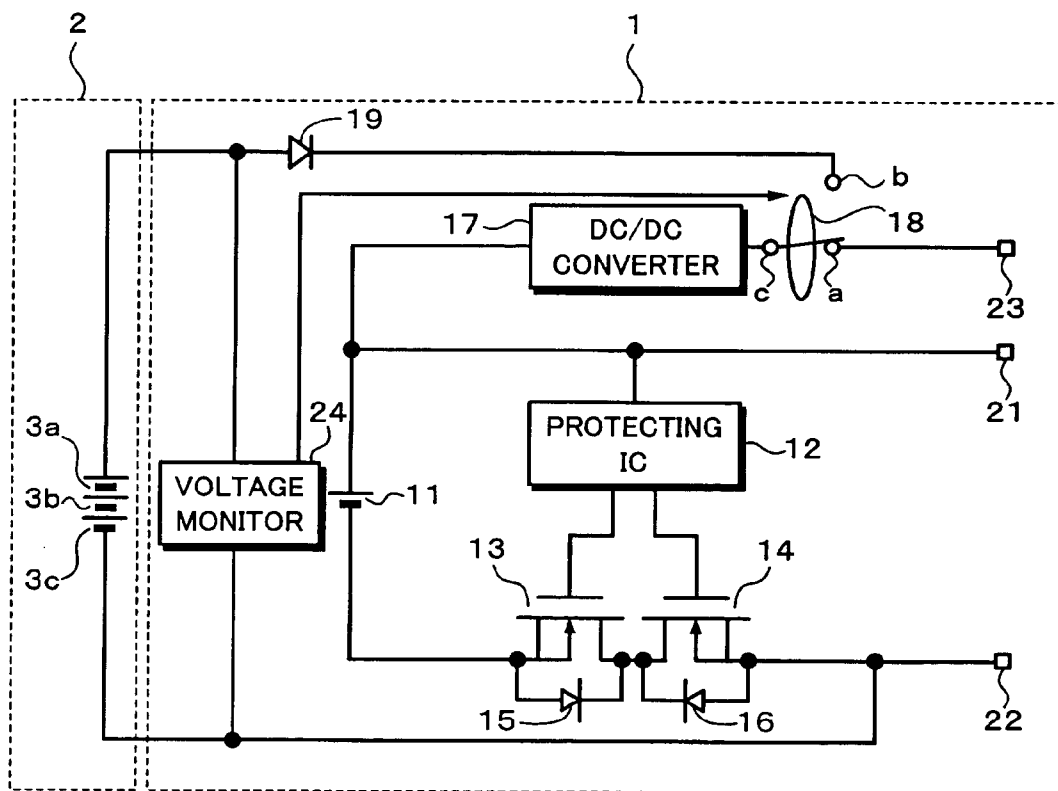 2
1
19
b
17
DC/DC
CONVERTER
18
c
a
23
21
24
3a
3b
3c
VOLTAGE
MONITOR
11
PROTECTING
IC
12
13
14
15
16
22